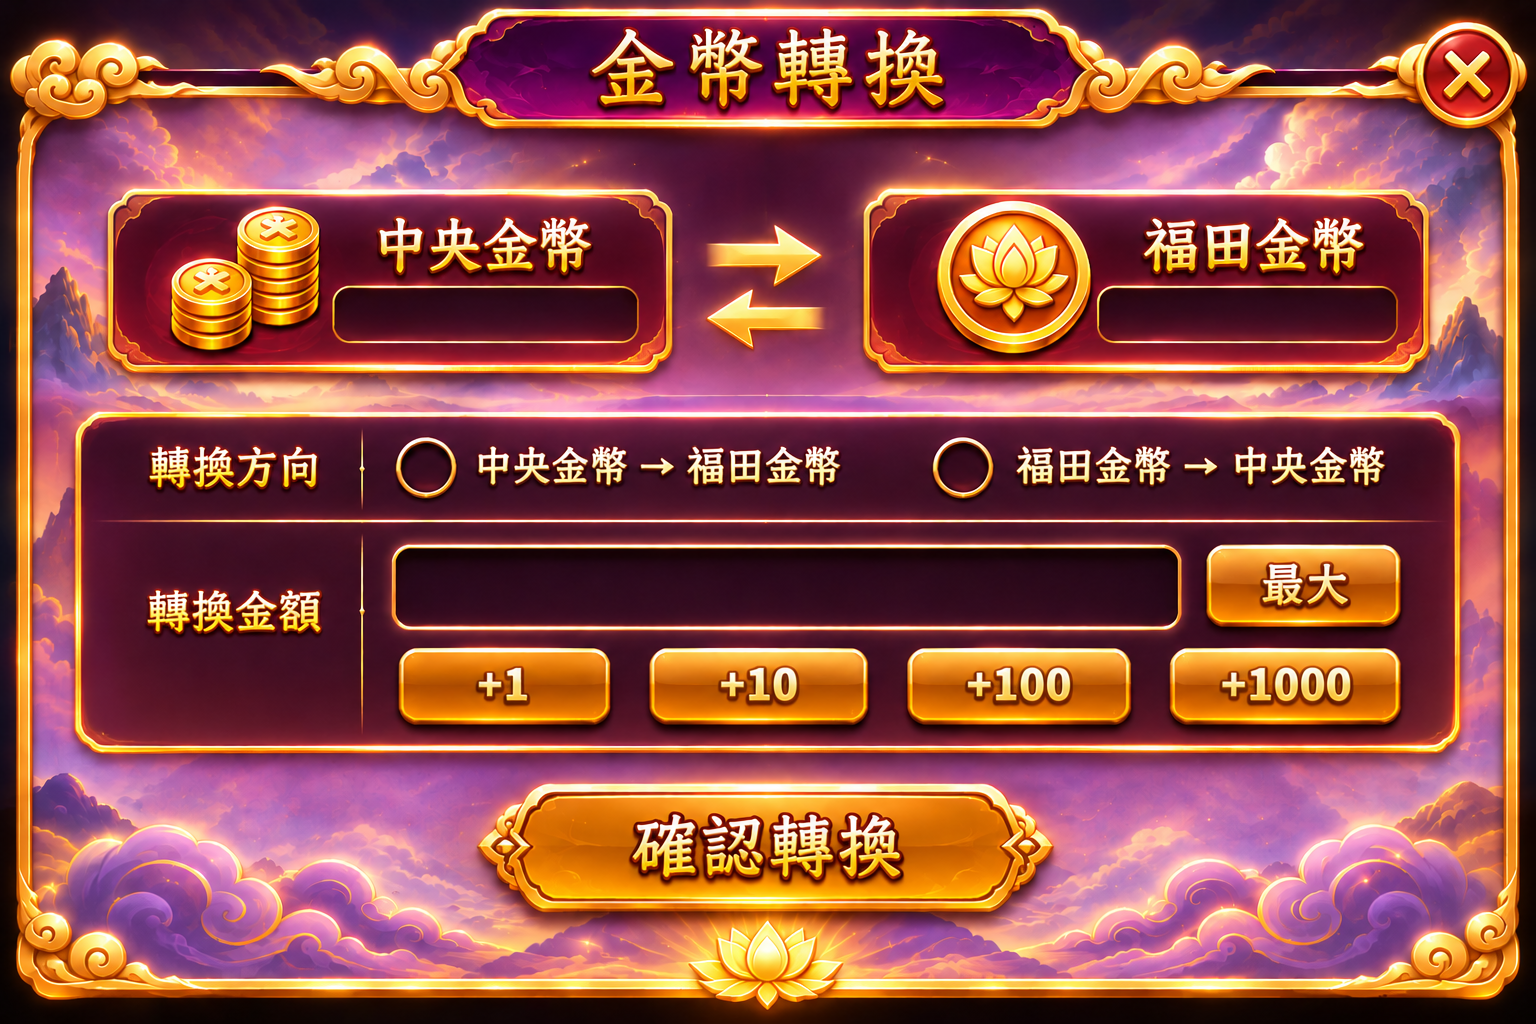 金幣轉換
中央金幣
福田金幣
轉換方向
中央金幣 → 福田金幣
福田金幣 → 中央金幣
轉換金額
最大
+1
+10
+100
+1000
確認轉換